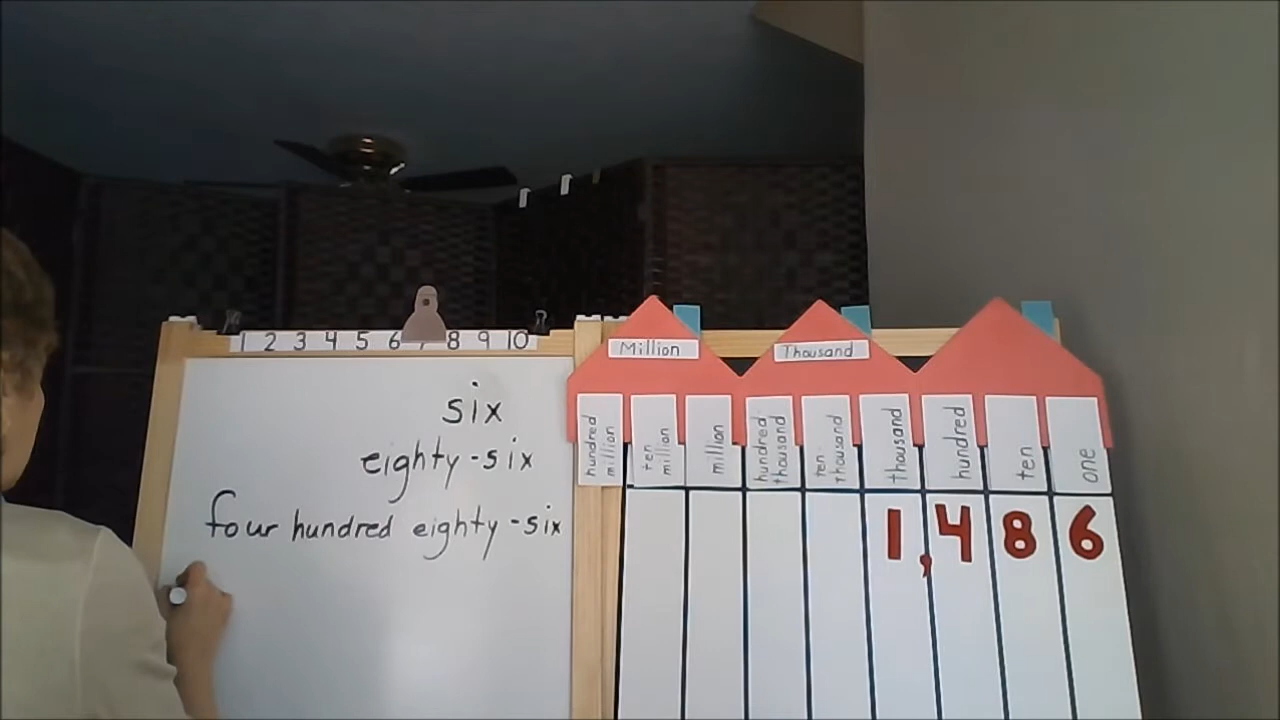 1 2 3 4 5 6 7 8 9 10
six
eighty-six
four hundred eighty-six
Million
Thousand
hundred million
ten million
million
hundred thousand
ten thousand
thousand
hundred
ten
one
1,486